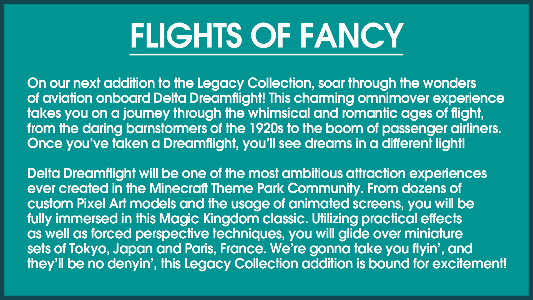 FLIGHTS OF FANCY
On our next addition to the Legacy Collection, soar through the wonders
of aviation onboard Delta Dreamflight! This charming omnimover experience
takes you on a journey through the whimsical and romantic ages of flight,
from the daring barnstormers of the 1920s to the boom of passenger airliners.
Once you've taken a Dreamflight, you'll see dreams in a different light!
Delta Dreamflight will be one of the most ambitious attraction experiences
ever created in the Minecraft Theme Park Community. From dozens of
custom Pixel Art models and the usage of animated screens, you will be
fully immersed in this Magic Kingdom classic. Utilizing practical effects
as well as forced perspective techniques, you will glide over miniature
sets of Tokyo, Japan and Paris, France. We're gonna take you flyin', and
they'll be no denyin', this Legacy Collection addition is bound for excitement!